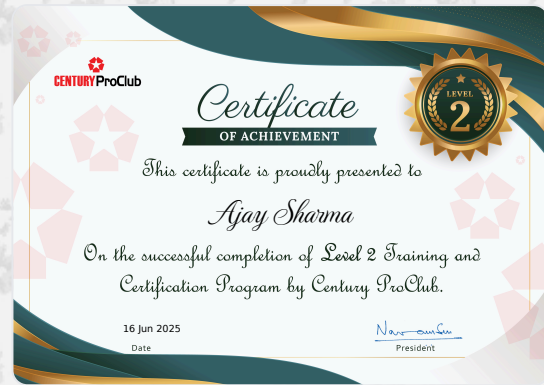 CENTURY ProClub
LEVEL
2
Certificate
OF ACHIEVEMENT
This certificate is proudly presented to
Ajay Sharma
On the successful completion of Level 2 Training and
Certification Program by Century ProClub.
16 Jun 2025
Date
President